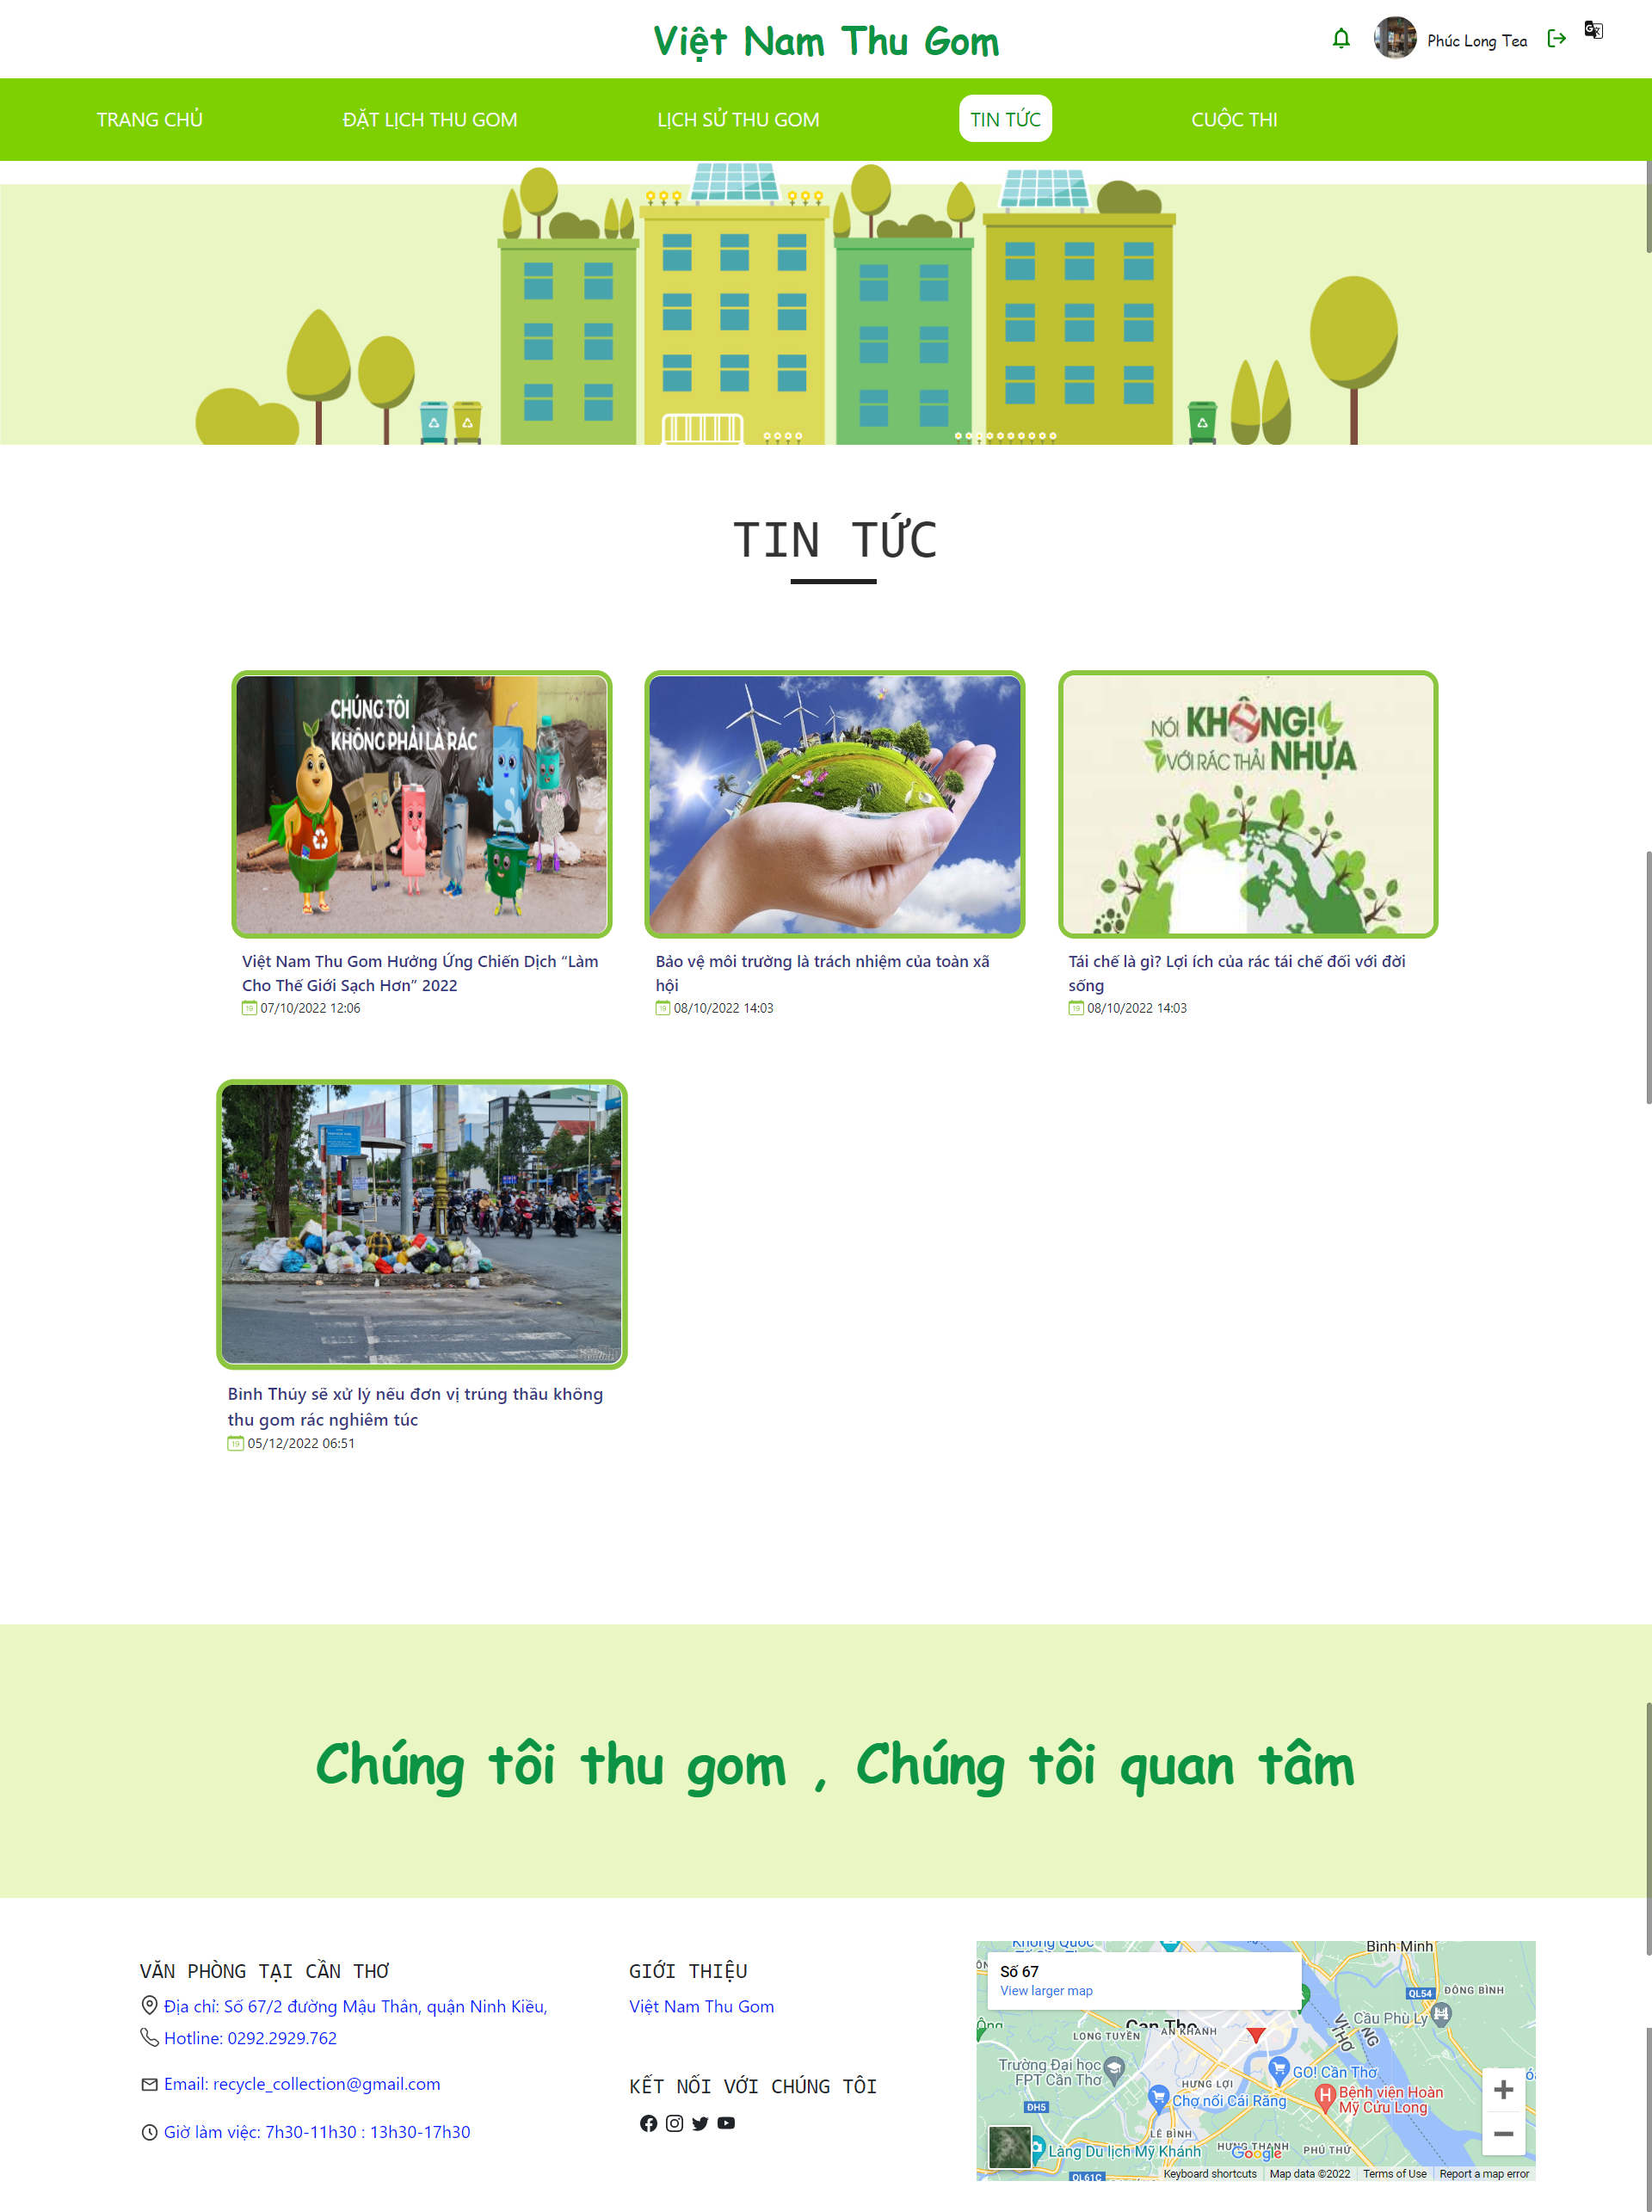 Việt Nam Thu Gom
Phúc Long Tea
TRANG CHỦ
ĐẶT LỊCH THU GOM
LỊCH SỬ THU GOM
TIN TỨC
CUỘC THI
TIN TỨC
CHÚNG TÔI
KHÔNG PHẢI LÀ RÁC
NÓI KHÔNG!
VỚI RÁC THẢI NHỰA
Việt Nam Thu Gom Hưởng Ứng Chiến Dịch “Làm
Cho Thế Giới Sạch Hơn” 2022
07/10/2022 12:06
Bảo vệ môi trường là trách nhiệm của toàn xã
hội
08/10/2022 14:03
Tái chế là gì? Lợi ích của rác tái chế đối với đời
sống
08/10/2022 14:03
Bình Thủy sẽ xử lý nếu đơn vị trúng thầu không
thu gom rác nghiêm túc
05/12/2022 06:51
Chúng tôi thu gom , Chúng tôi quan tâm
VĂN PHÒNG TẠI CẦN THƠ
Địa chỉ: Số 67/2 đường Mậu Thân, quận Ninh Kiều,
Hotline: 0292.2929.762
Email: recycle_collection@gmail.com
Giờ làm việc: 7h30-11h30 : 13h30-17h30
GIỚI THIỆU
Việt Nam Thu Gom
KẾT NỐI VỚI CHÚNG TÔI
Bình Minh
Số 67
View larger map
QL54
ĐÔNG BÌNH
Cầu Phù Ly
Can Tho
LONG TUYỀN
AN KHÁNH
Trường Đại học
FPT Cần Thơ
GO! Cần Thơ
HƯNG LỢI
Bệnh viện Hoàn
Mỹ Cửu Long
Chợ nổi Cái Răng
ĐH5
LÊ BÌNH
HƯNG THẠNH
PHÚ THỨ
Làng Du lịch Mỹ Khánh
Google
QL61C
Keyboard shortcuts
Map data ©2022
Terms of Use
Report a map error